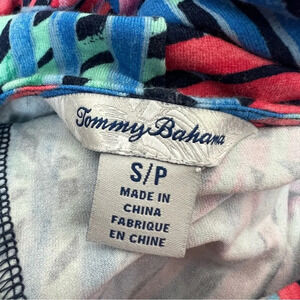 Tommy Bahama
S/P
MADE IN
CHINA
FABRIQUE
EN CHINE